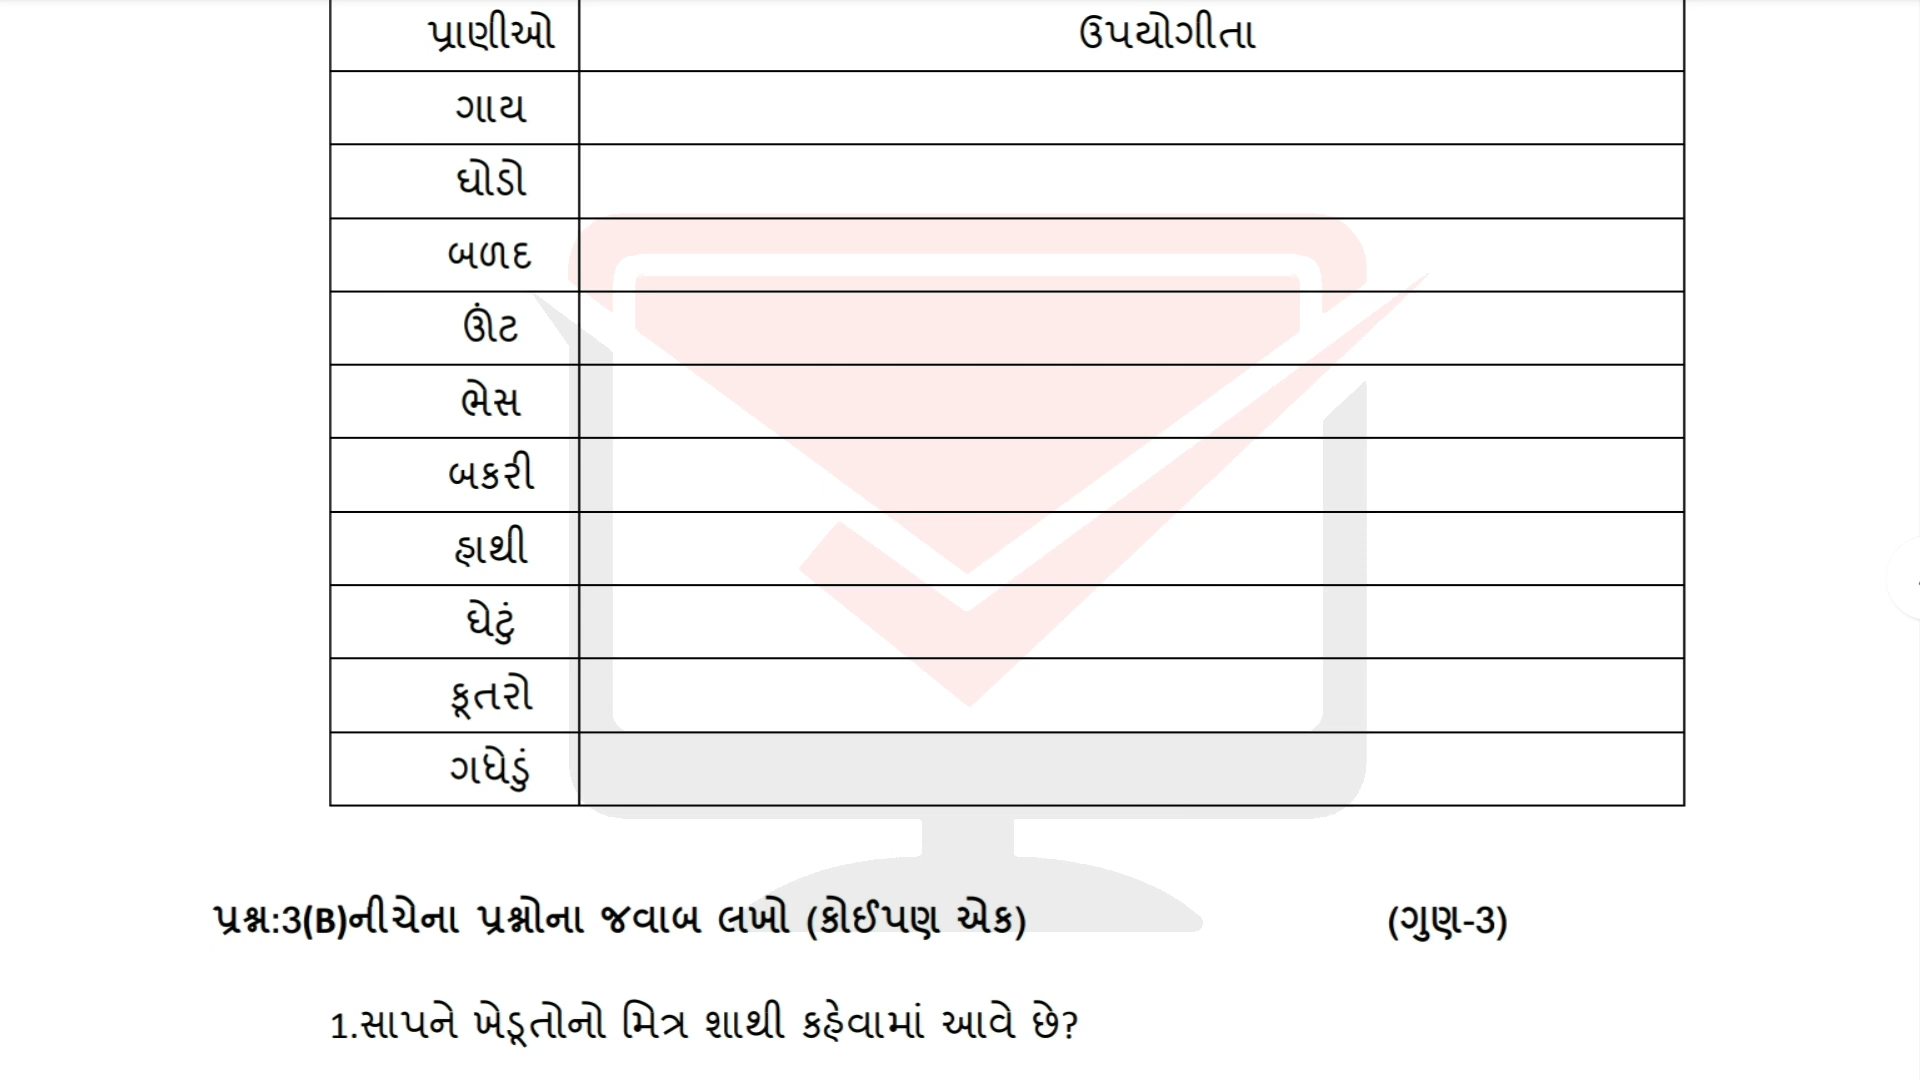 પ્રાણીઓ ઉપયોગીતા
ગાય
ઘોડો
બળદ
ઊંટ
ભેસ
બકરી
હાથી
ઘેટું
કૂતરો
ગધેડું
પ્રશ્ન:3(B)નીચેના પ્રશ્નોના જવાબ લખો (કોઈપણ એક) (ગુણ-3)
1.સાપને ખેડૂતોનો મિત્ર શાથી કહેવામાં આવે છે?